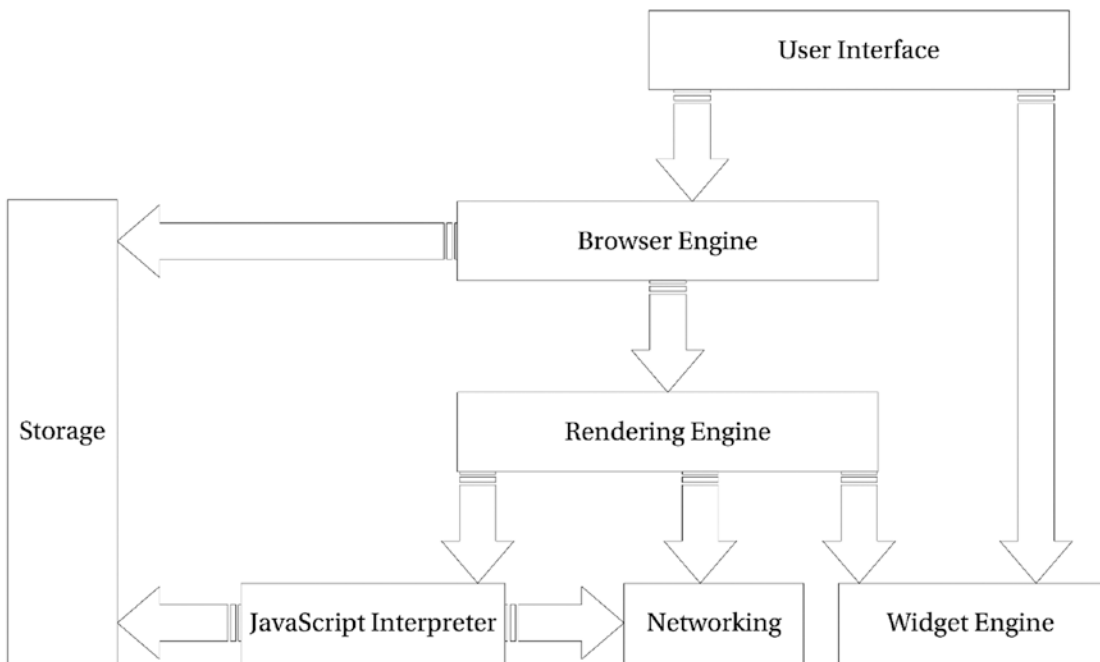 User Interface
Browser Engine
Storage
Rendering Engine
JavaScript Interpreter
Networking
Widget Engine